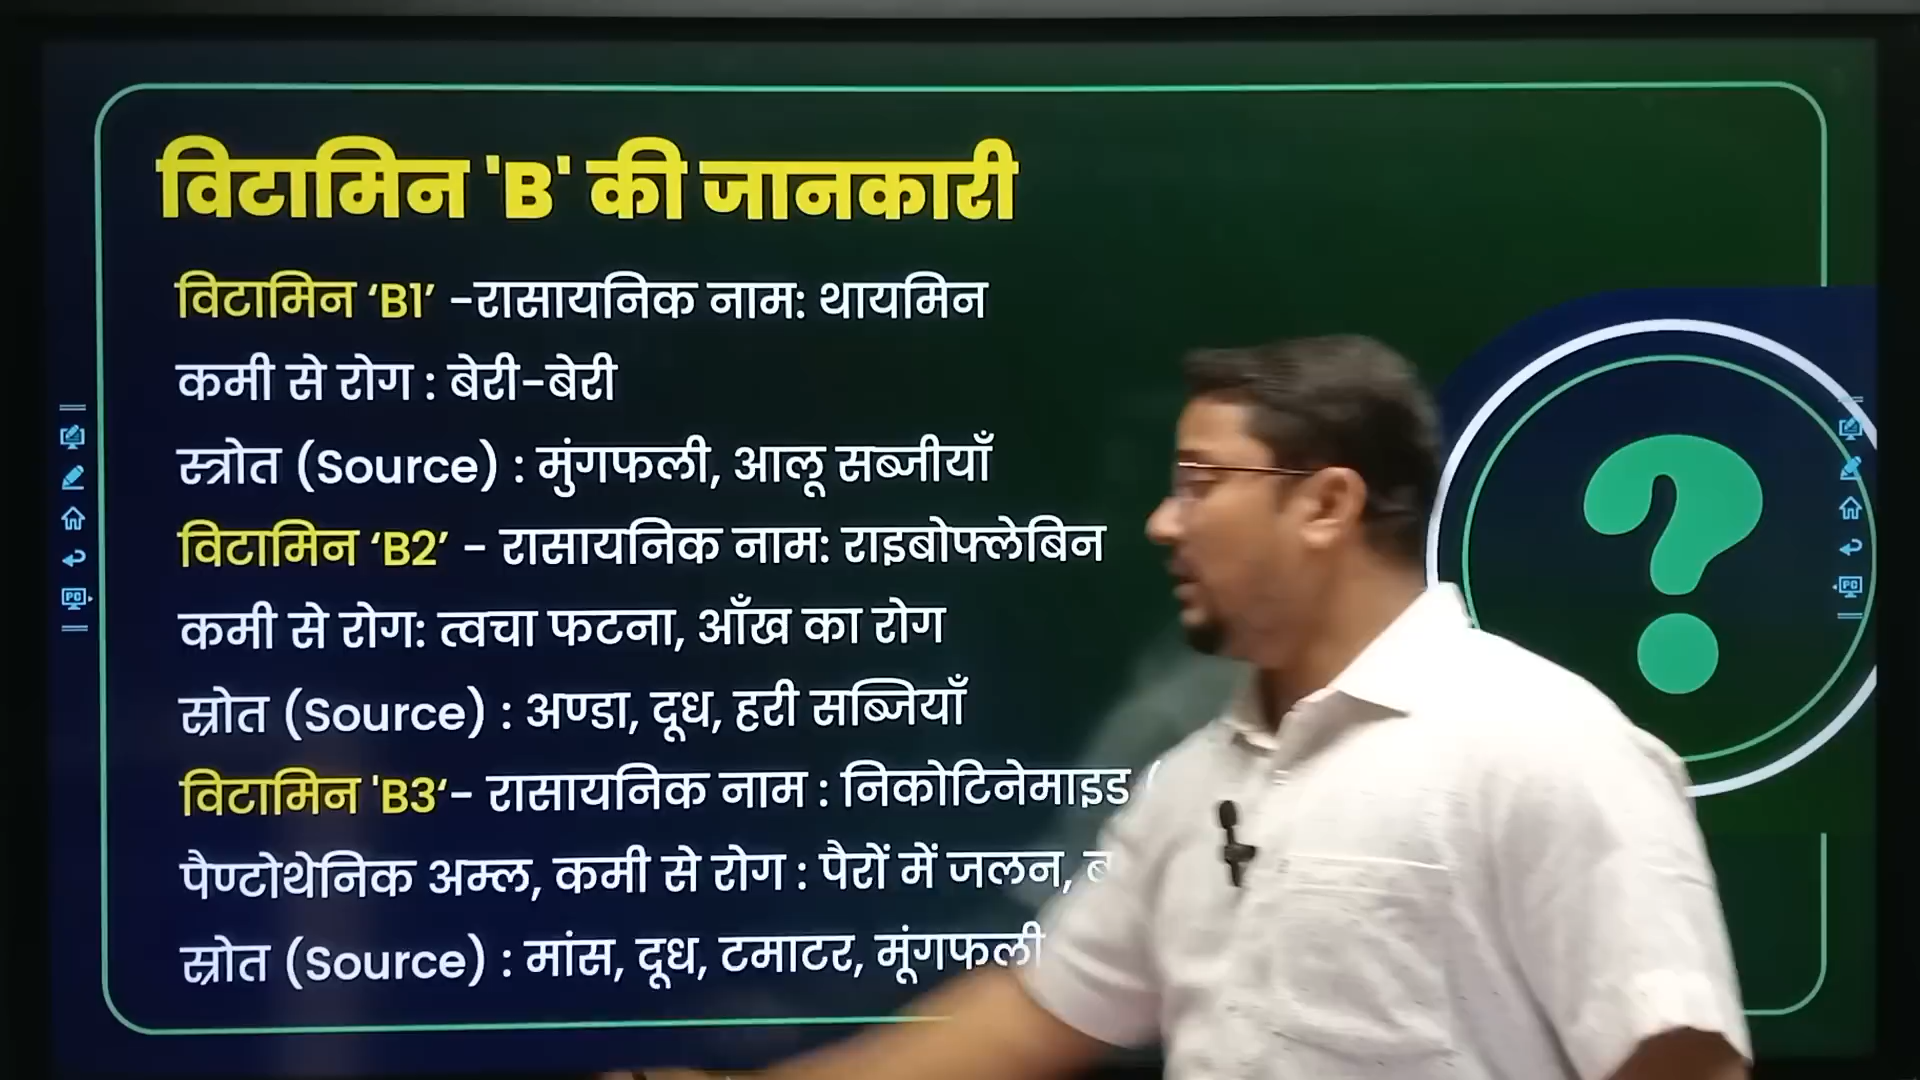 विटामिन 'B' की जानकारी
विटामिन ‘B1’ -रासायनिक नाम: थायमिन
कमी से रोग : बेरी-बेरी
स्त्रोत (Source) : मुंगफली, आलू सब्जीयाँ
विटामिन ‘B2’ - रासायनिक नाम: राइबोफ्लेबिन
कमी से रोग: त्वचा फटना, आँख का रोग
स्रोत (Source) : अण्डा, दूध, हरी सब्जियाँ
विटामिन 'B3‘- रासायनिक नाम : निकोटिनेमाइड
पैण्टोथेनिक अम्ल, कमी से रोग : पैरों में जलन,
स्रोत (Source) : मांस, दूध, टमाटर, मूंगफली